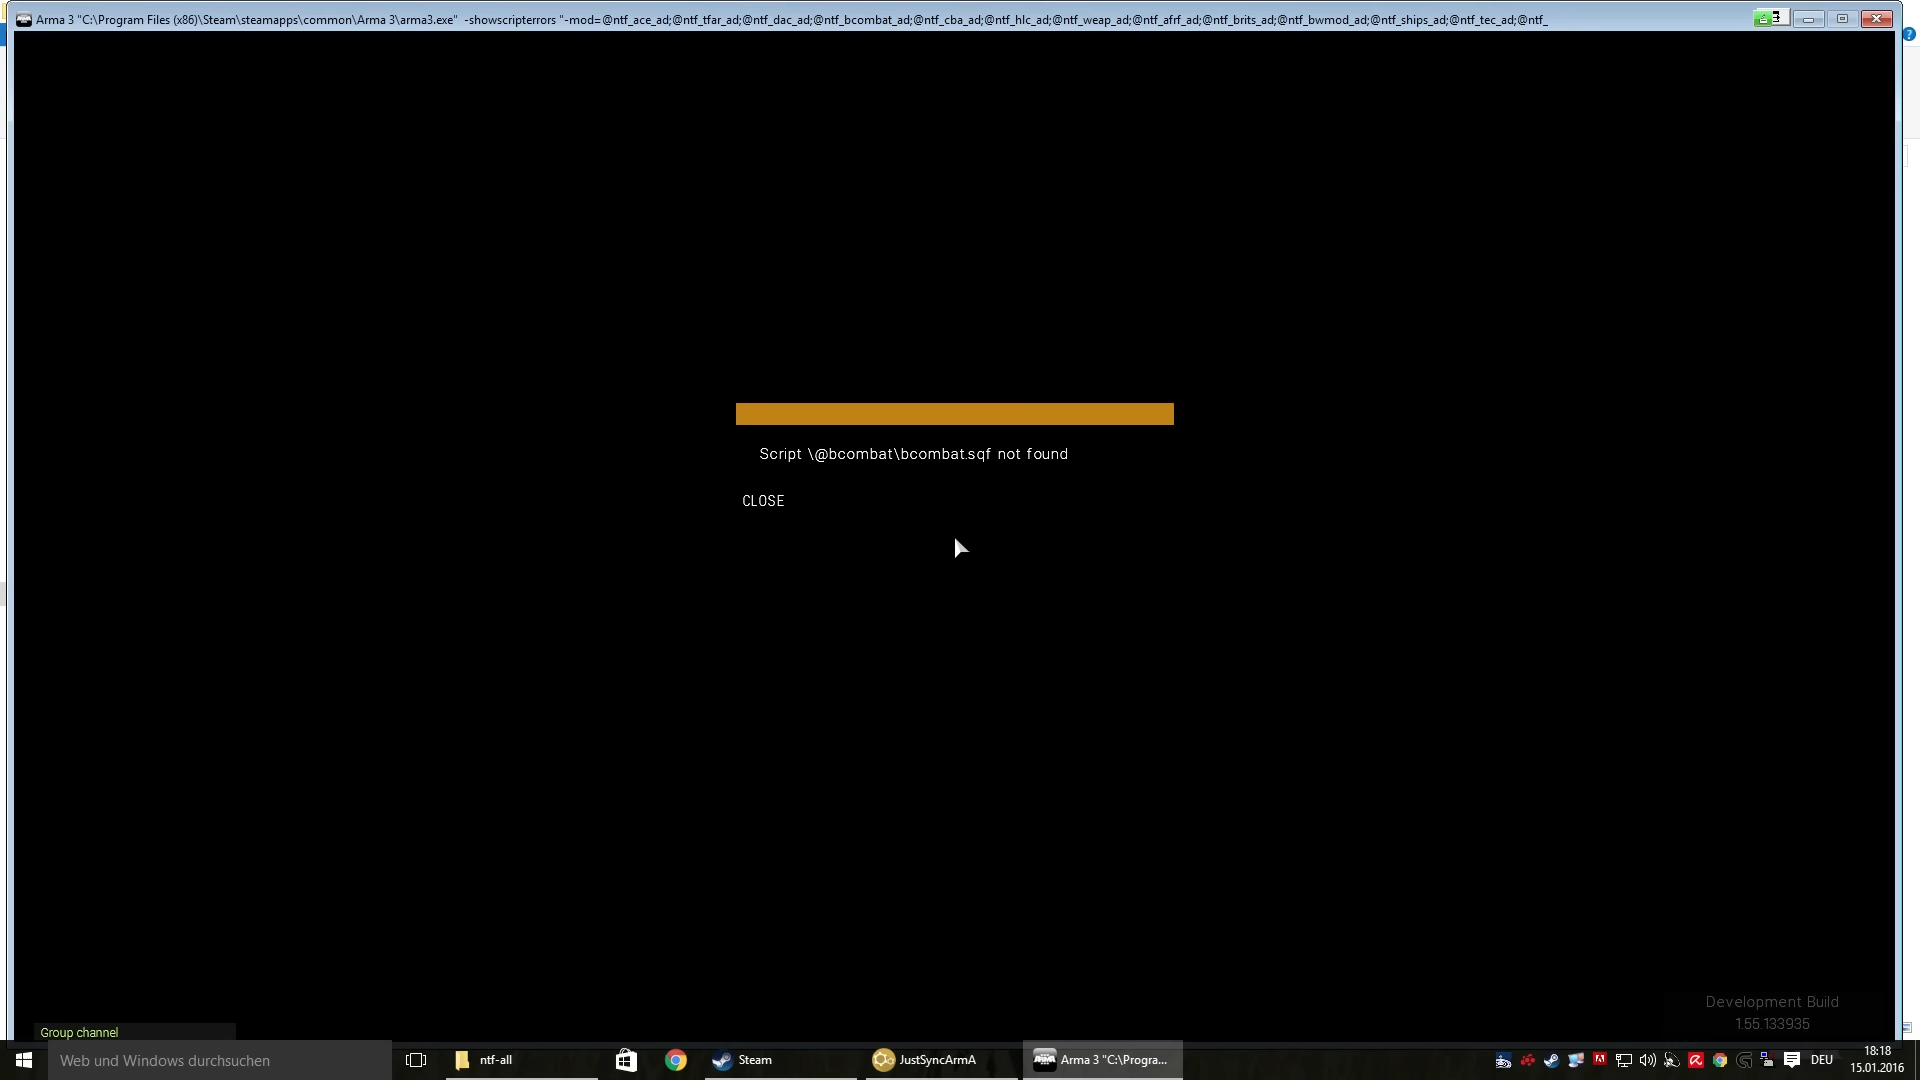 Arma 3 "C:\Program Files (x86)\Steam\steamapps\common\Arma 3\arma3.exe" -showscripterrors "-mod=@ntf_ace_ad;@ntf_tfar_ad;@ntf_dac_ad;@ntf_bcombat_ad;@ntf_cba_ad;@ntf_hlc_ad;@ntf_weap_ad;@ntf_afrf_ad;@ntf_brits_ad;@ntf_bwmod_ad;@ntf_ships_ad;@ntf_tec_ad;@ntf_
Script \@bcombat\bcombat.sqf not found
CLOSE
Development Build
1.55.133935
Group channel
Web und Windows durchsuchen
ntf-all
Steam
JustSyncArmA
Arma 3 "C:\Progra...
DEU
18:18
15.01.2016